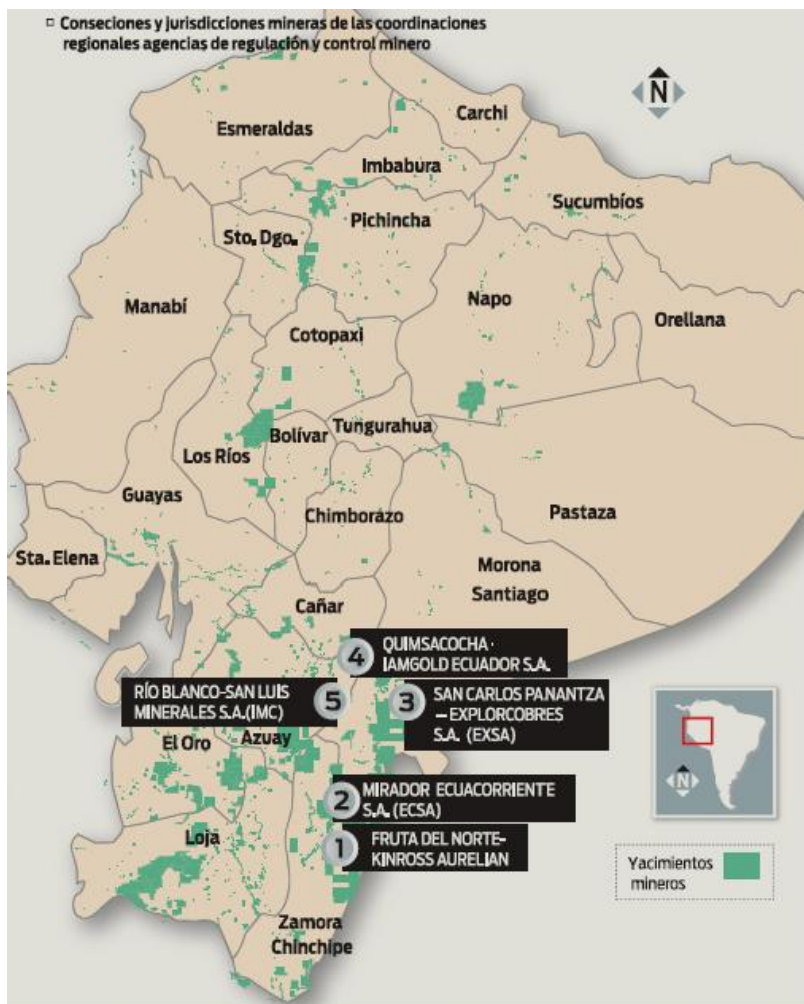 Conseciones y jurisdicciones mineras de las coordinaciones
regionales agencias de regulación y control minero
N
Carchi
Esmeraldas
Imbabura
Sucumbíos
Pichincha
Sto. Dgo.
Napo
Manabí
Orellana
Cotopaxi
Tungurahua
Bolívar
Los Ríos
Guayas
Chimborazo
Pastaza
Sta. Elena
Morona
Santiago
Cañar
4
QUIMSACOCHA -
IAMGOLD ECUADOR S.A.
RÍO BLANCO-SAN LUIS
MINERALES S.A.(IMC)
5
3
SAN CARLOS PANANTZA
– EXPLORCOBRES
S.A. (EXSA)
El Oro
Azuay
2
MIRADOR ECUACORRIENTE
S.A. (ECSA)
1
FRUTA DEL NORTE-
KINROSS AURELIAN
Loja
Zamora
Chinchipe
N
Yacimientos
mineros